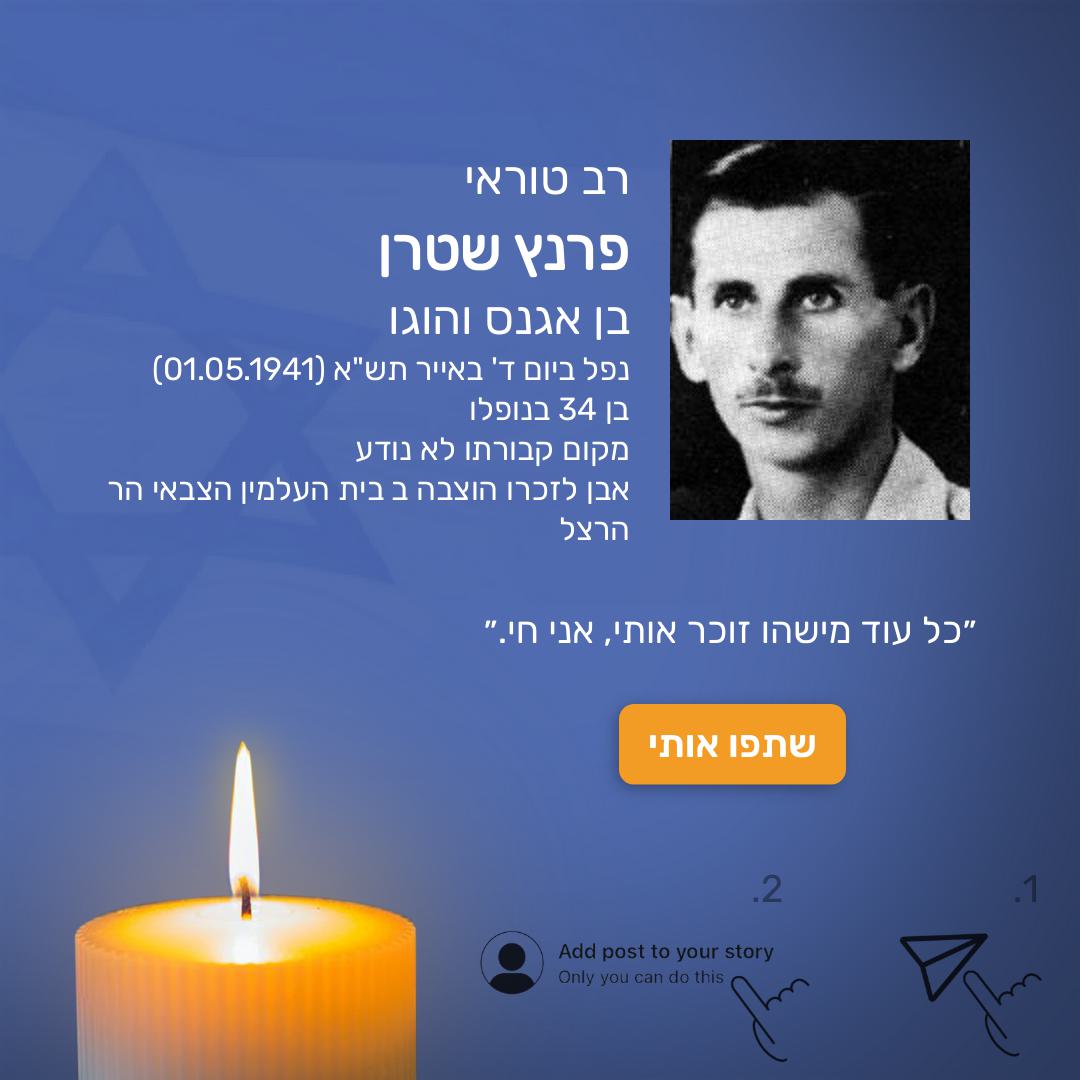 רב טוראי
פרנץ שטרן
בן אגנס והוגו
נפל ביום ד' באייר תש"א (01.05.1941)
בן 34 בנופלו
מקום קבורתו לא נודע
אבן לזכרו הוצבה ב בית העלמין הצבאי הר
הרצל
״כל עוד מישהו זוכר אותי, אני חי.״
שתפו אותי
.1
.2
Add post to your story
Only you can do this